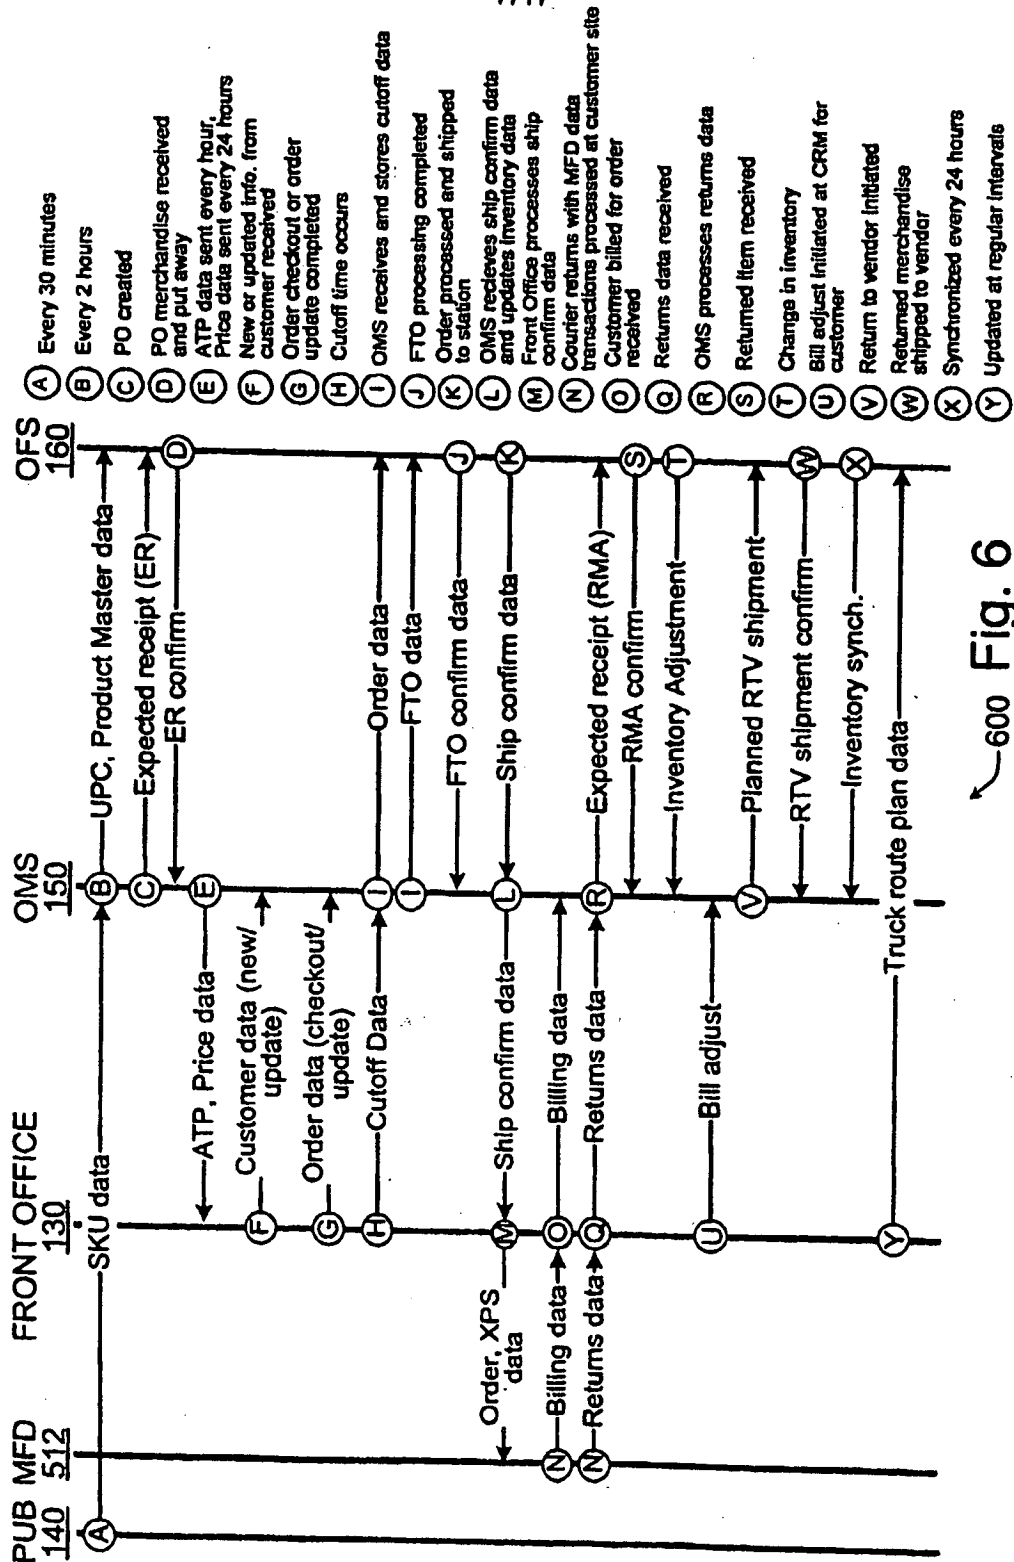 PUB MFD FRONT OFFICE OMS OFS
140 512 130 150 160
A SKU data B UPC, Product Master data
C Expected receipt (ER)
ER confirm D
ATP, Price data E
F Customer data (new/
update)
G Order data (checkout/
update)
H Cutoff Data I Order data
I FTO data
FTO confirm data J
Order, XPS
data
M Ship confirm data L Ship confirm data K
N Billing data O Billing data
N Returns data Q Returns data R Expected receipt (RMA)
RMA confirm S
Inventory Adjustment T
U Bill adjust
V Planned RTV shipment
RTV shipment confirm W
Inventory synch. X
Y Truck route plan data
A Every 30 minutes
B Every 2 hours
C PO created
D PO merchandise received
and put away
E ATP data sent every hour,
Price data sent every 24 hours
F New or updated info. from
customer received
G Order checkout or order
update completed
H Cutoff time occurs
I OMS receives and stores cutoff data
J FTO processing completed
K Order processed and shipped
to station
L OMS recieves ship confirm data
and updates inventory data
M Front Office processes ship
confirm data
N Courier returns with MFD data
transactions processed at customer site
O Customer billed for order
received
Q Returns data received
R OMS processes returns data
S Returned item received
T Change in inventory
U Bill adjust initiated at CRM for
customer
V Return to vendor initiated
W Returned merchandise
shipped to vendor
X Synchronized every 24 hours
Y Updated at regular intervals
600 Fig. 6